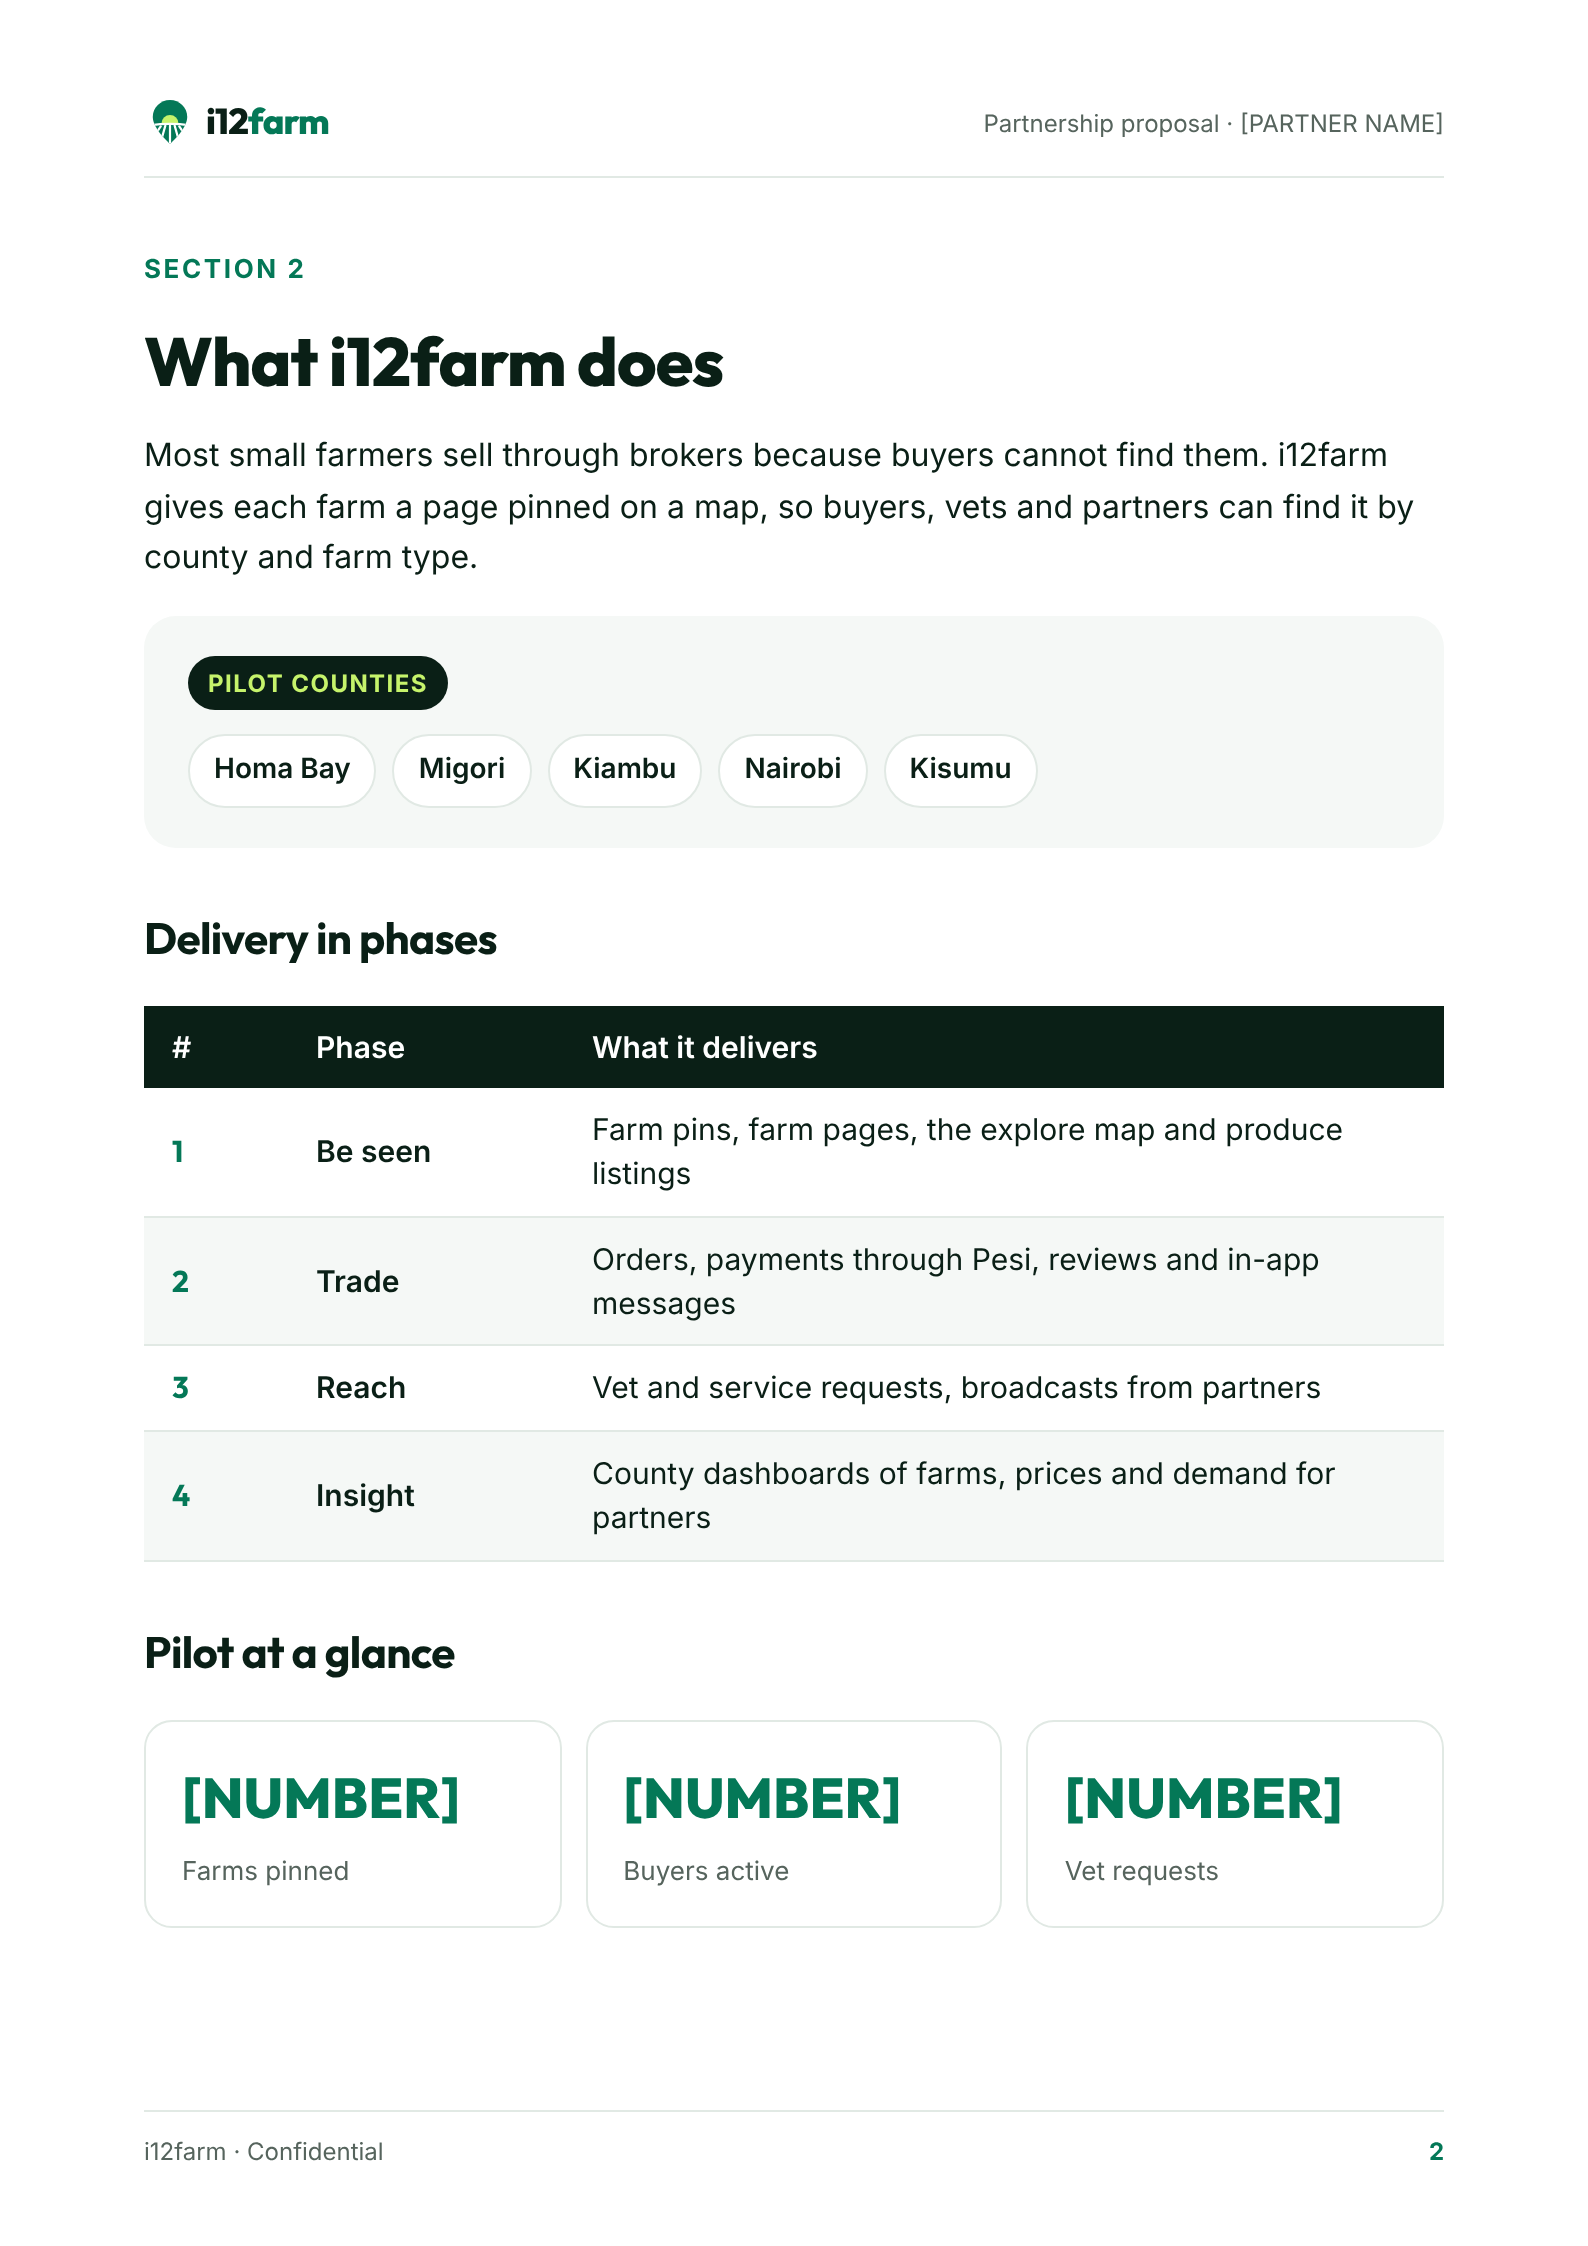 i12farm
Partnership proposal · [PARTNER NAME]
SECTION 2
What i12farm does
Most small farmers sell through brokers because buyers cannot find them. i12farm
gives each farm a page pinned on a map, so buyers, vets and partners can find it by
county and farm type.
PILOT COUNTIES
Homa Bay Migori Kiambu Nairobi Kisumu
Delivery in phases
# Phase What it delivers
1 Be seen Farm pins, farm pages, the explore map and produce
listings
2 Trade Orders, payments through Pesi, reviews and in-app
messages
3 Reach Vet and service requests, broadcasts from partners
4 Insight County dashboards of farms, prices and demand for
partners
Pilot at a glance
[NUMBER] [NUMBER] [NUMBER]
Farms pinned Buyers active Vet requests
i12farm · Confidential 2